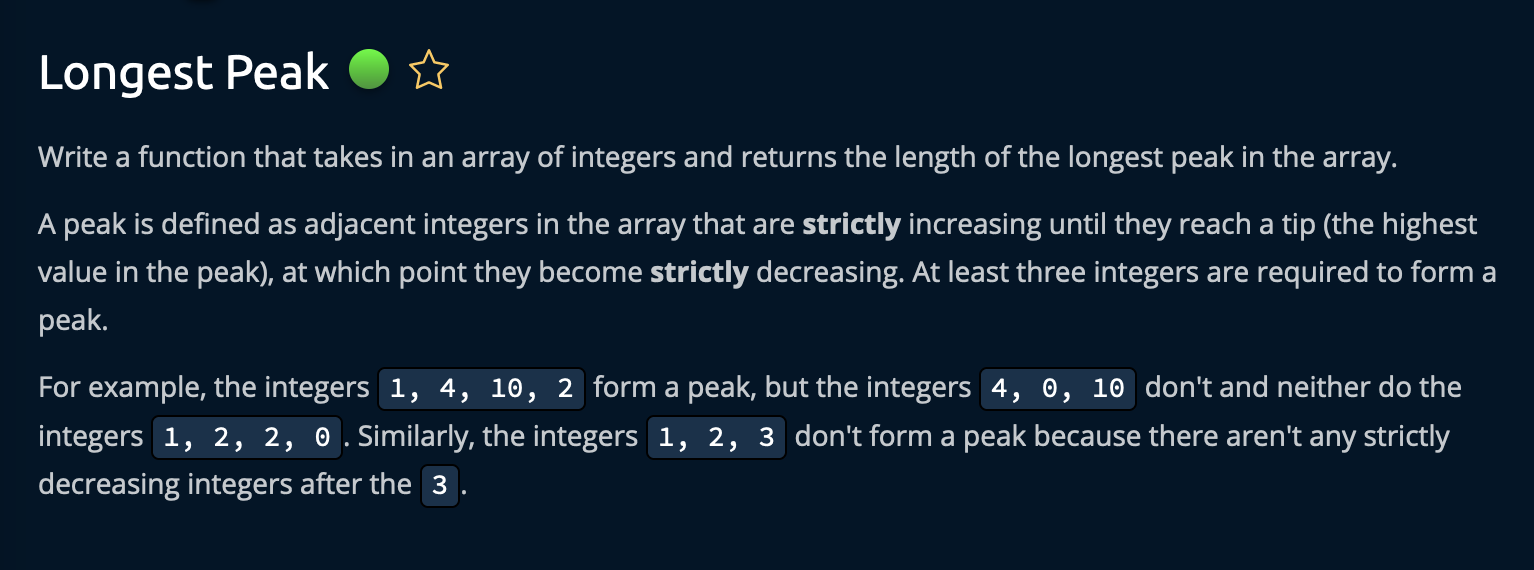 Longest Peak
Write a function that takes in an array of integers and returns the length of the longest peak in the array.
A peak is defined as adjacent integers in the array that are strictly increasing until they reach a tip (the highest
value in the peak), at which point they become strictly decreasing. At least three integers are required to form a
peak.
For example, the integers 1, 4, 10, 2 form a peak, but the integers 4, 0, 10 don't and neither do the
integers 1, 2, 2, 0. Similarly, the integers 1, 2, 3 don't form a peak because there aren't any strictly
decreasing integers after the 3.